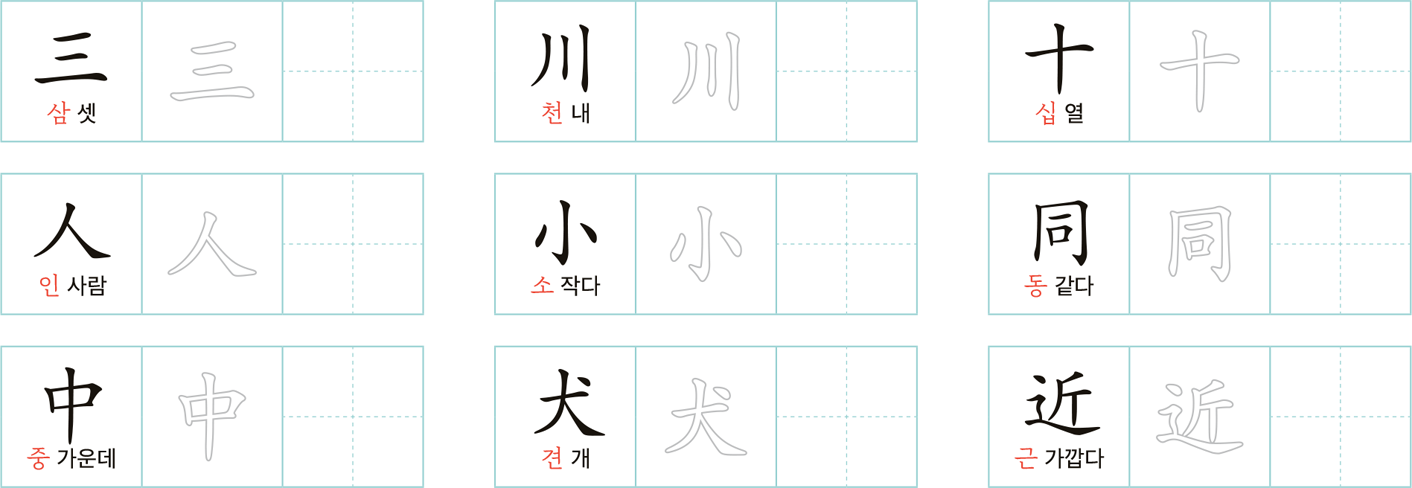 三 三
삼 셋
川 川
천 내
十 十
십 열
人 人
인 사람
小 小
소 작다
同 同
동 같다
中 中
중 가운데
犬 犬
견 개
近 近
근 가깝다